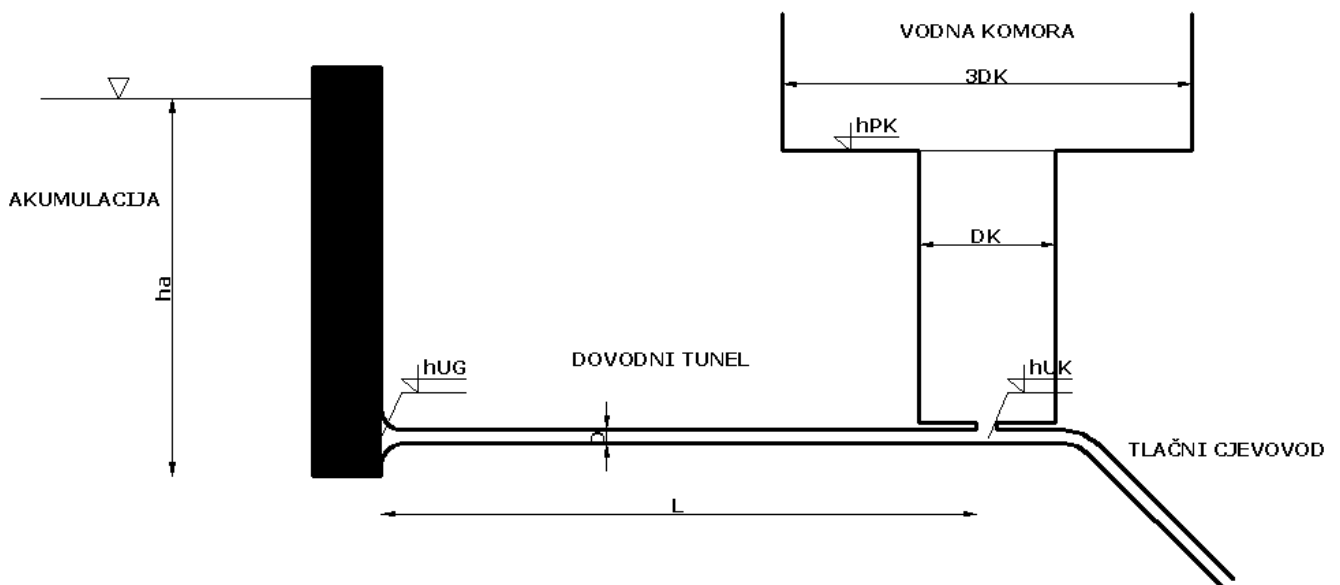 VODNA KOMORA
3DK
hPK
AKUMULACIJA
DK
ha
hUG
DOVODNI TUNEL
hUK
D
TLAČNI CJEVOVOD
L